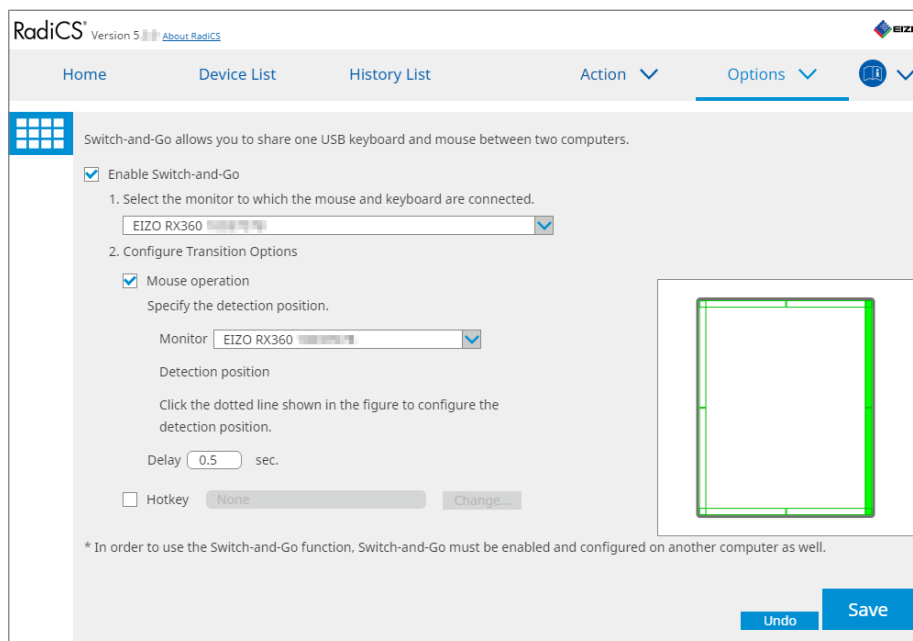 RadiCS® Version 5. About RadiCS
EIZ
Home Device List History List Action Options
Switch-and-Go allows you to share one USB keyboard and mouse between two computers.
Enable Switch-and-Go
1. Select the monitor to which the mouse and keyboard are connected.
EIZO RX360
2. Configure Transition Options
Mouse operation
Specify the detection position.
Monitor EIZO RX360
Detection position
Click the dotted line shown in the figure to configure the
detection position.
Delay 0.5 sec.
Hotkey None Change...
* In order to use the Switch-and-Go function, Switch-and-Go must be enabled and configured on another computer as well.
Undo Save